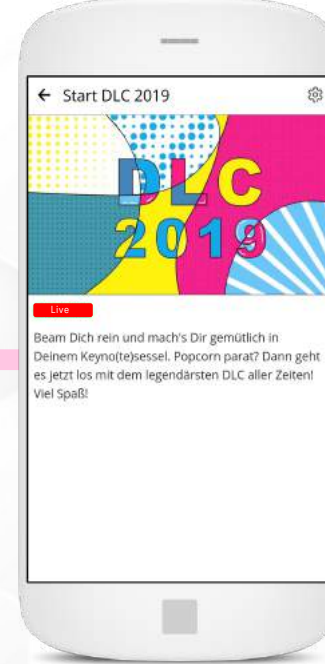 Start DLC 2019
DLC
2019
Live
Beam Dich rein und mach's Dir gemütlich in
Deinem Keyno(te)sessel. Popcorn parat? Dann geht
es jetzt los mit dem legendärsten DLC aller Zeiten!
Viel Spaß!